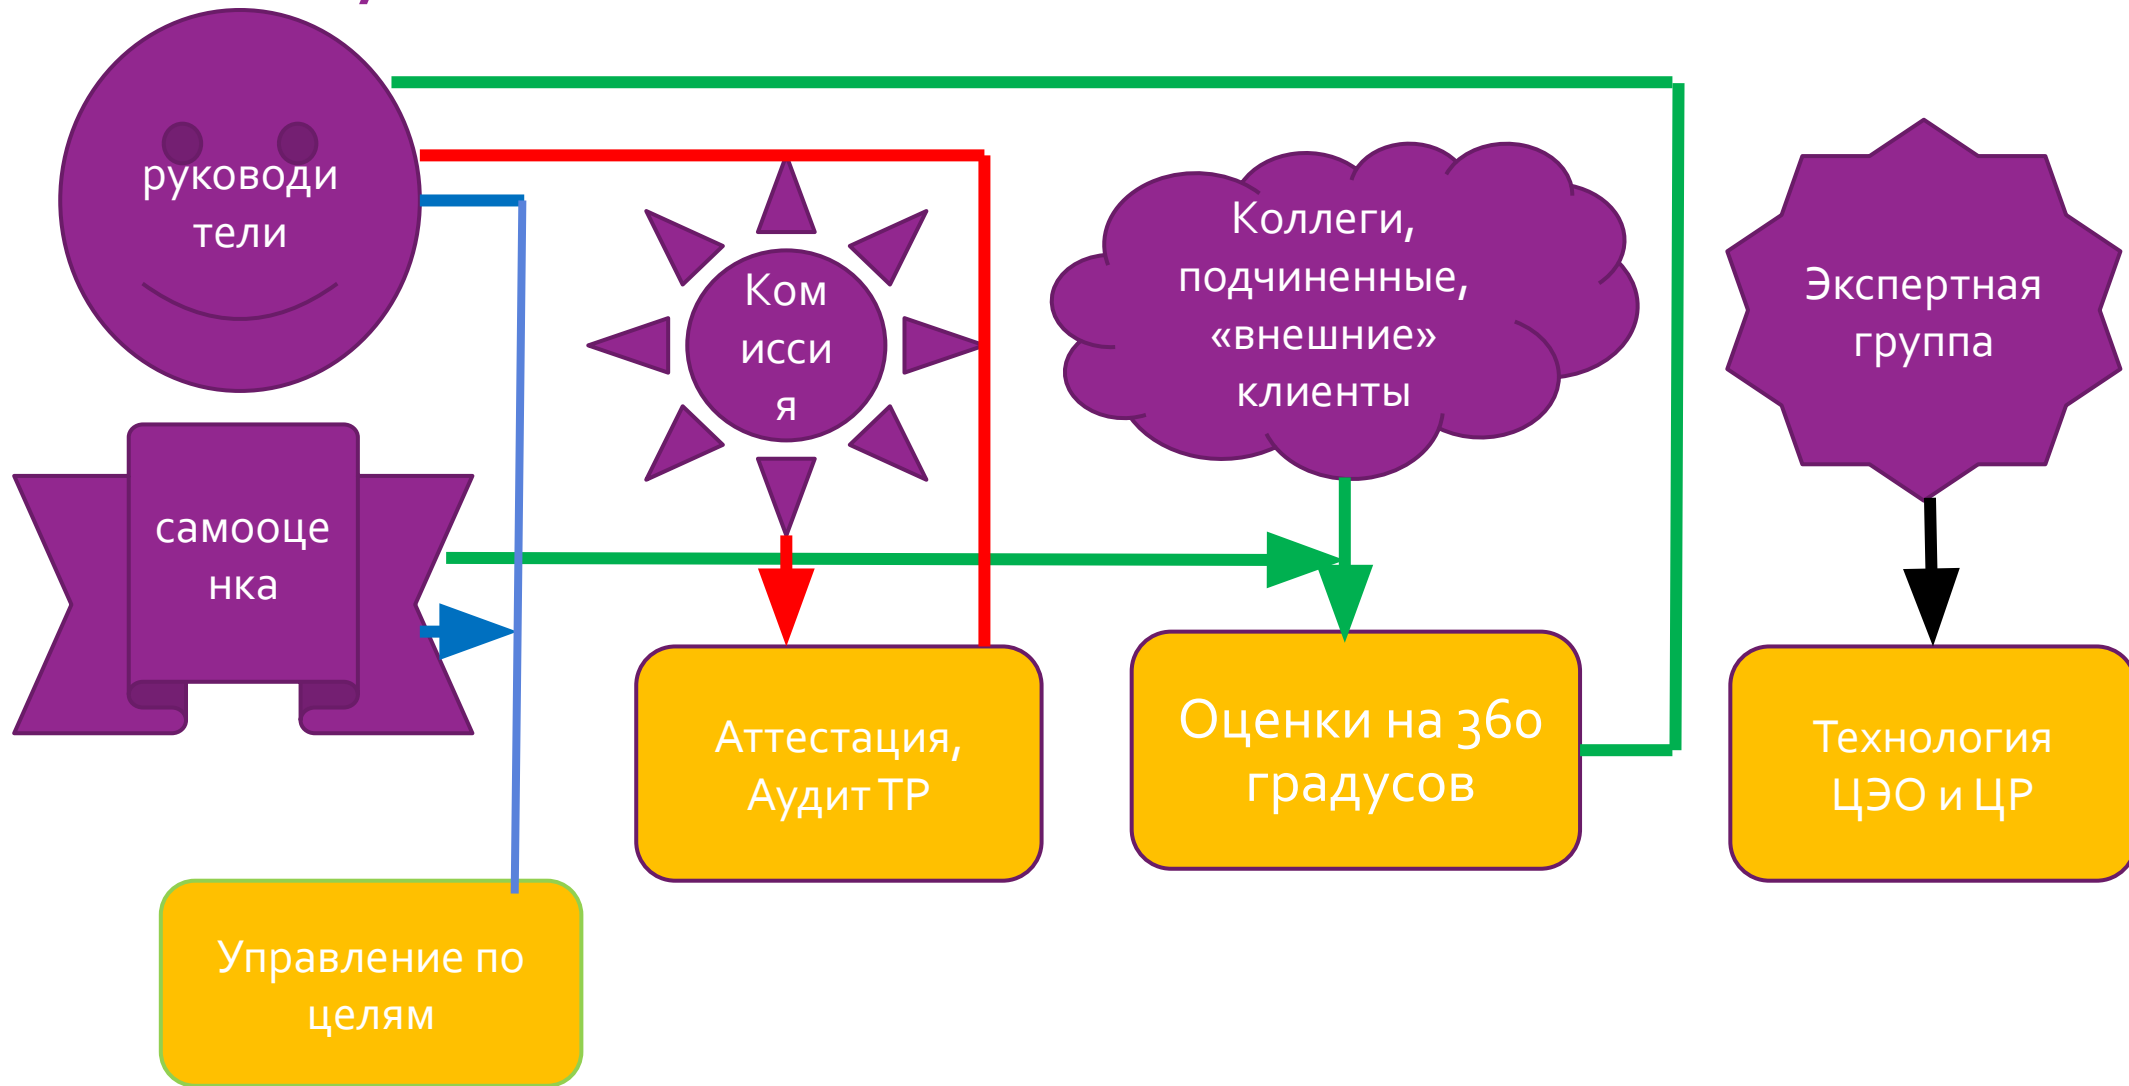 руководи
тели
Ком
исси
я
Коллеги,
подчиненные,
«внешние»
клиенты
Экспертная
группа
самооце
нка
Аттестация,
Аудит ТР
Оценки на 360
градусов
Технология
ЦЭО и ЦР
Управление по
целям